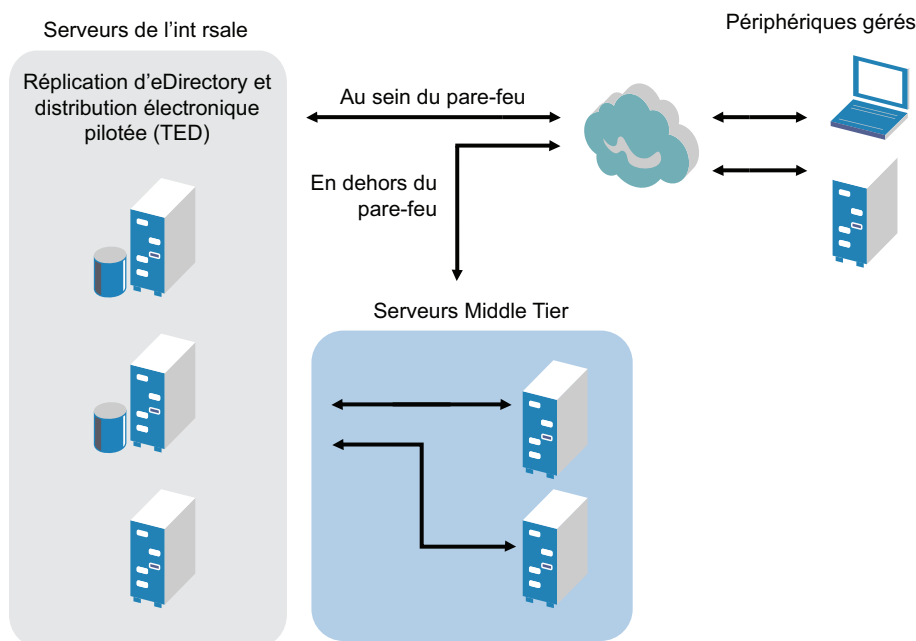 Serveurs de l'int rsale
Périphériques gérés
Réplication d'eDirectory et
distribution électronique
pilotée (TED)
Au sein du pare-feu
En dehors du
pare-feu
Serveurs Middle Tier